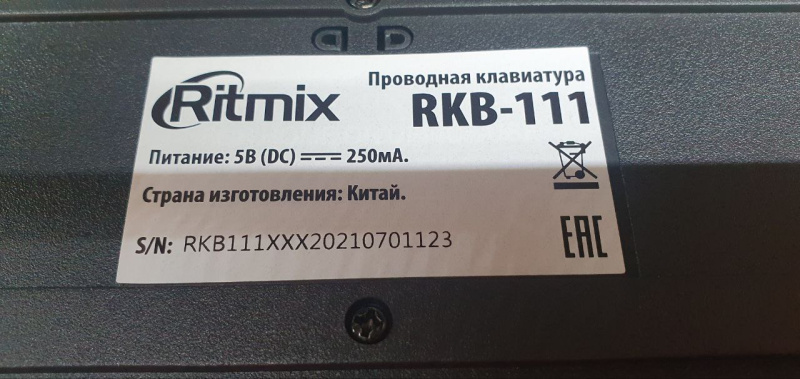 Ritmix
Проводная клавиатура
RKB-111
Питание: 5В (DC) 250мА.
Страна изготовления: Китай.
S/N: RKB111XXX20210701123
EAC